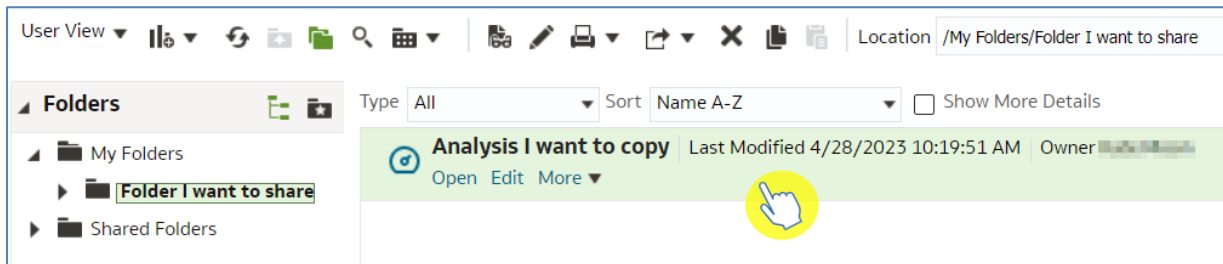 User View
Location /My Folders/Folder I want to share
Folders
Type All Sort Name A-Z Show More Details
My Folders
Analysis I want to copy Last Modified 4/28/2023 10:19:51 AM Owner
Open Edit More
Folder I want to share
Shared Folders